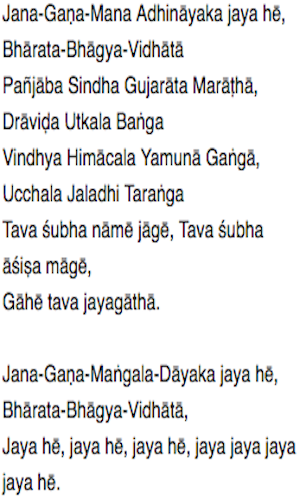 Jana-Gaṇa-Mana Adhināyaka jaya hē,
Bhārata-Bhāgya-Vidhātā
Pañjāba Sindha Gujarāta Marāṭhā,
Drāviḍa Utkala Baṅga
Vindhya Himācala Yamunā Gaṅgā,
Ucchala Jaladhi Taraṅga
Tava śubha nāmē jāgē, Tava śubha
āśiṣa māgē,
Gāhē tava jayagāthā.

Jana-Gaṇa-Maṅgala-Dāyaka jaya hē,
Bhārata-Bhāgya-Vidhātā,
Jaya hē, jaya hē, jaya hē, jaya jaya jaya
jaya hē.